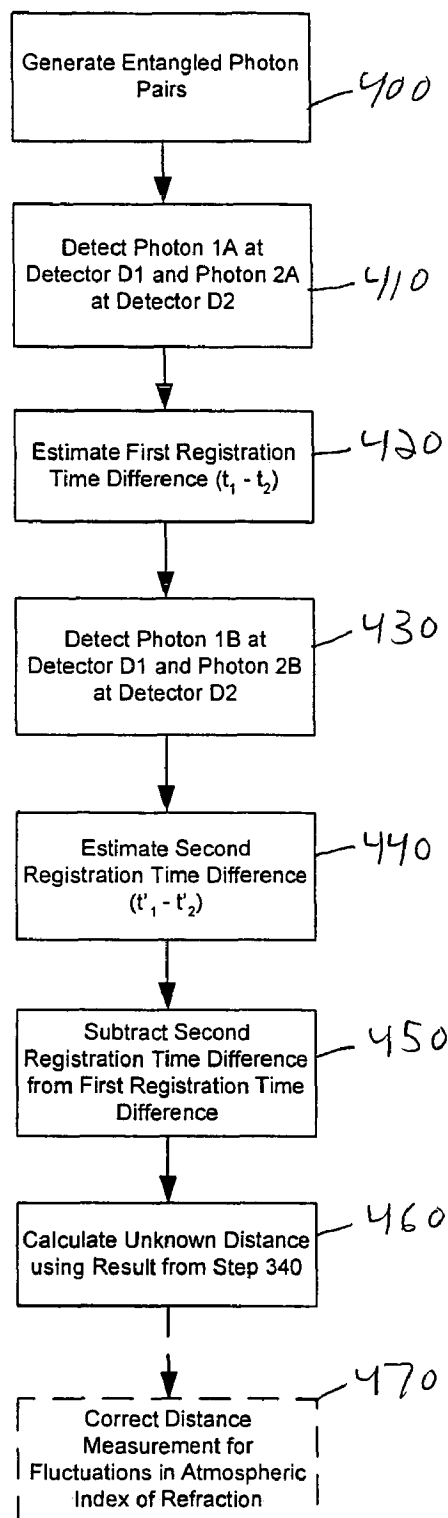 Generate Entangled Photon
Pairs
400
Detect Photon 1A at
Detector D1 and Photon 2A
at Detector D2
410
Estimate First Registration
Time Difference (t₁ - t₂)
420
Detect Photon 1B at
Detector D1 and Photon 2B
at Detector D2
430
Estimate Second
Registration Time Difference
(t'₁ - t'₂)
440
Subtract Second
Registration Time Difference
from First Registration Time
Difference
450
Calculate Unknown Distance
using Result from Step 340
460
Correct Distance
Measurement for
Fluctuations in Atmospheric
Index of Refraction
470